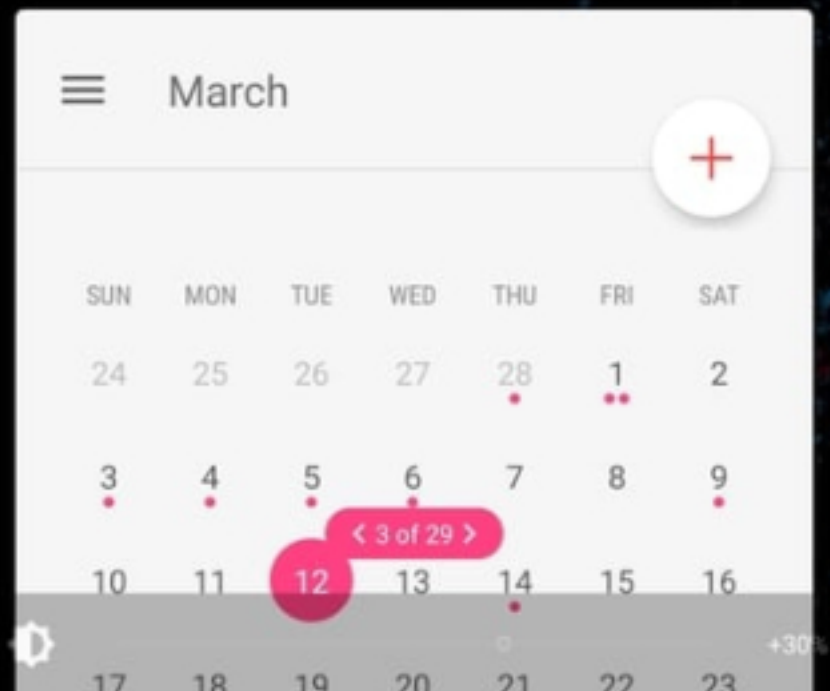 March
+
SUN MON TUE WED THU FRI SAT
24 25 26 27 28 1 2
3 4 5 6 7 8 9
< 3 of 29 >
10 11 12 13 14 15 16
+30%
17 18 19 20 21 22 23